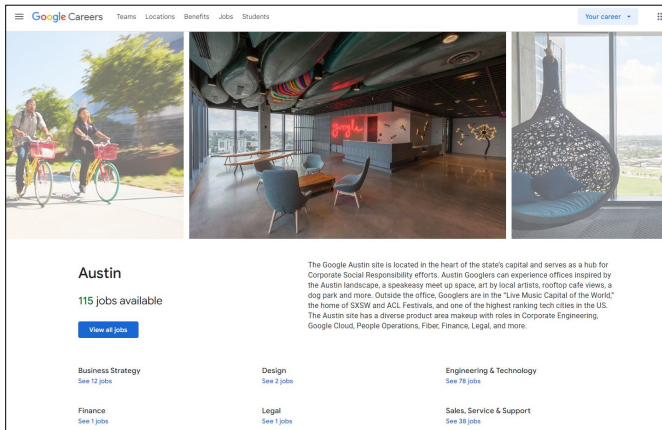 Google Careers Teams Locations Benefits Jobs Students Your career
Google
Austin
115 jobs available
View all jobs
The Google Austin site is located in the heart of the state's capital and serves as a hub for
Corporate Social Responsibility efforts. Austin Googlers can experience offices inspired by
the Austin landscape, a speakeasy meet up space, art by local artists, rooftop cafe views, a
dog park and more. Outside the office, Googlers are in the "Live Music Capital of the World,"
the home of SXSW and ACL Festivals, and one of the highest ranking tech cities in the US.
The Austin site has a diverse product area makeup with roles in Corporate Engineering,
Google Cloud, People Operations, Fiber, Finance, Legal, and more.
Business Strategy
See 12 jobs
Design
See 2 jobs
Engineering & Technology
See 78 jobs
Finance
See 1 jobs
Legal
See 1 jobs
Sales, Service & Support
See 38 jobs